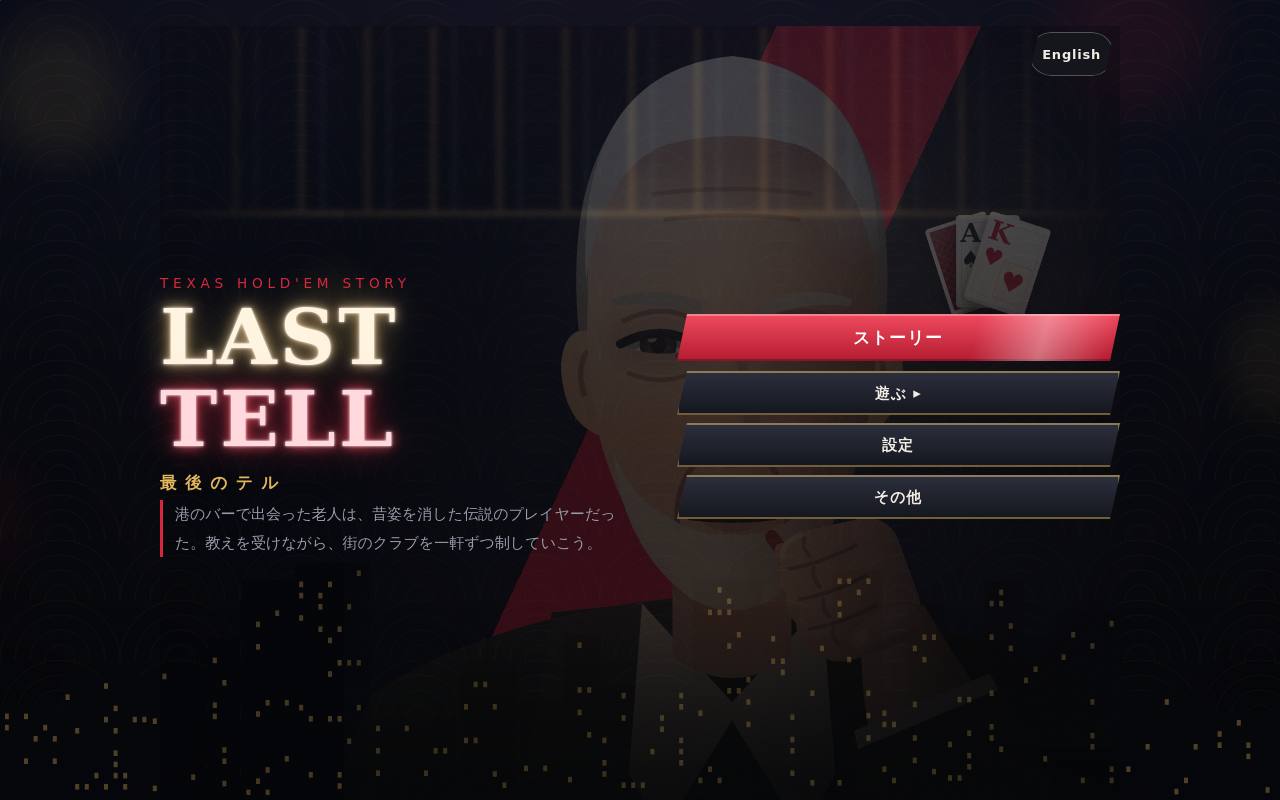 English
A
K
TEXAS HOLD'EM STORY
LAST
TELL
最後のテル
港のバーで出会った老人は、昔姿を消した伝説のプレイヤーだっ
た。教えを受けながら、街のクラブを一軒ずつ制していこう。
ストーリー
遊ぶ ▸
設定
その他